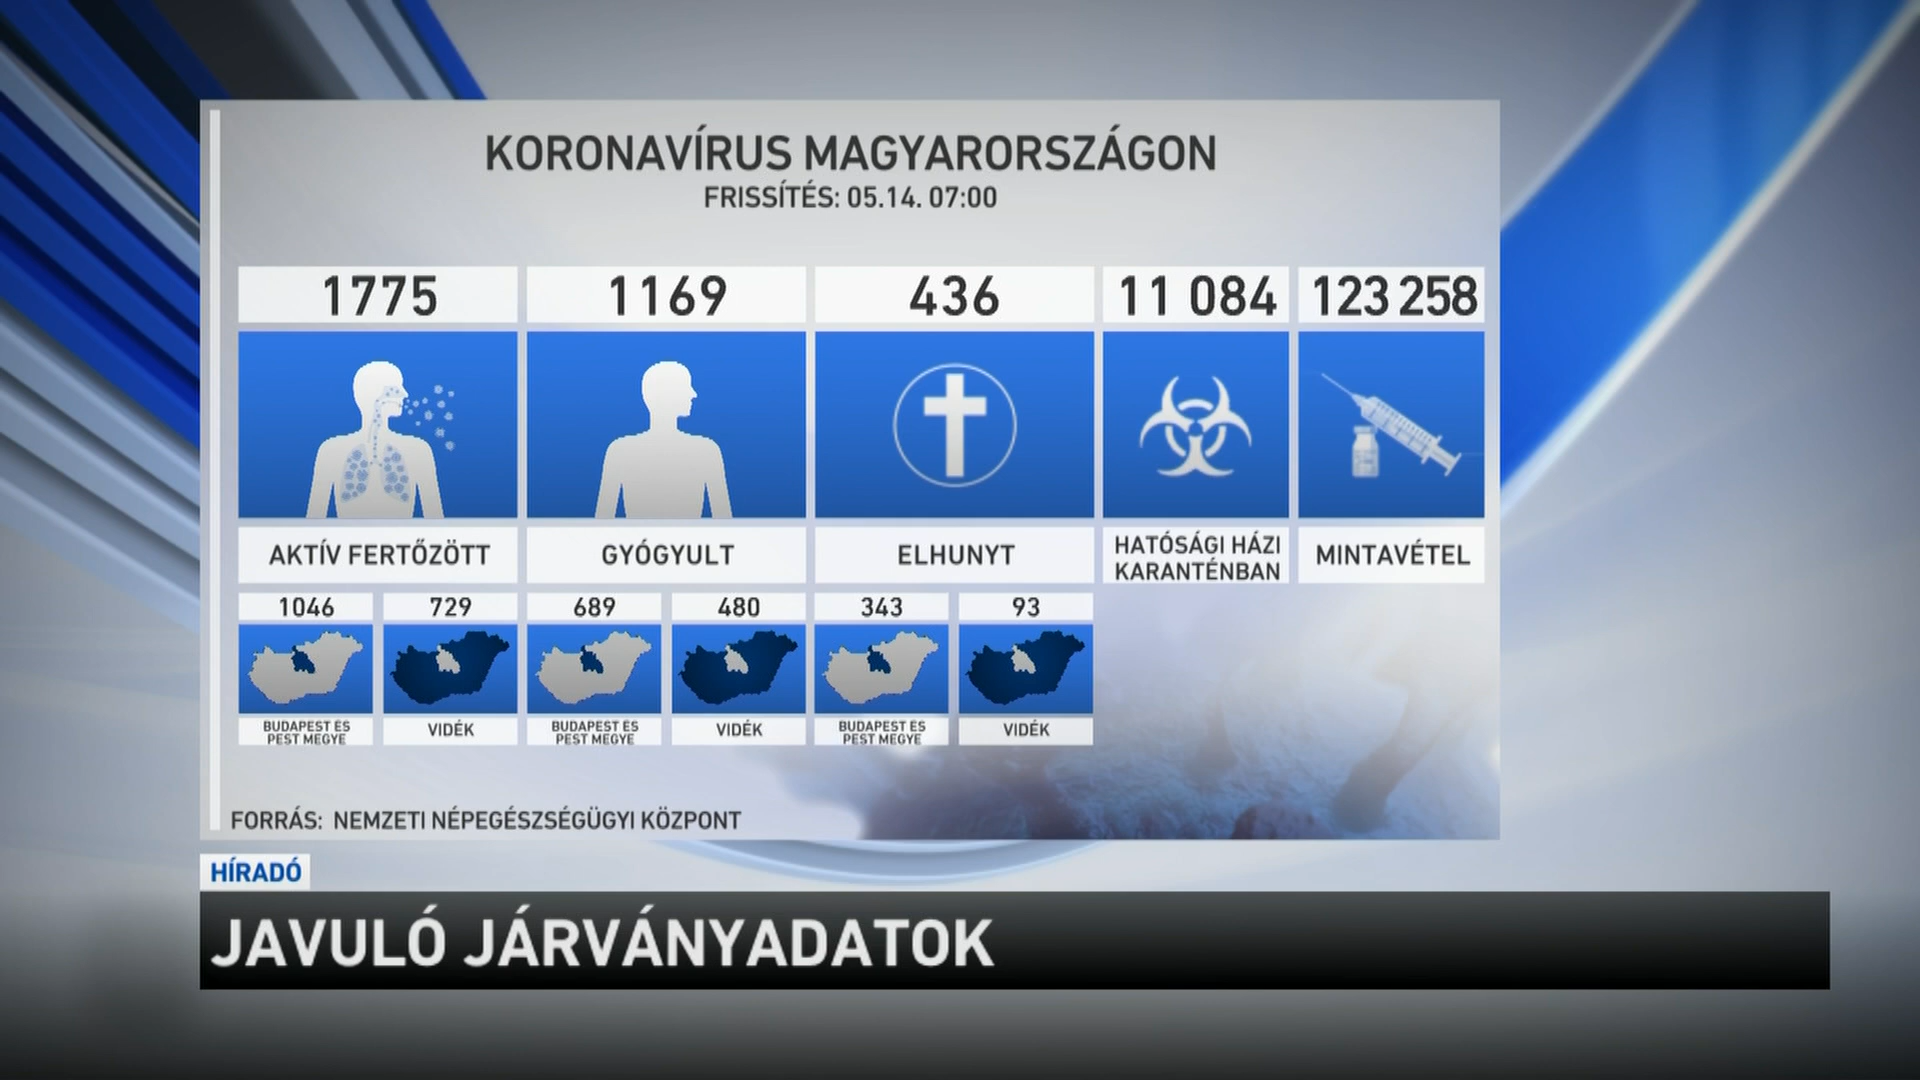 KORONAVÍRUS MAGYARORSZÁGON
FRISSÍTÉS: 05.14. 07:00
1775
1169
436
11 084
123 258
AKTÍV FERTŐZÖTT
GYÓGYULT
ELHUNYT
HATÓSÁGI HÁZI
KARANTÉNBAN
MINTAVÉTEL
1046
729
689
480
343
93
BUDAPEST ÉS
PEST MEGYE
VIDÉK
BUDAPEST ÉS
PEST MEGYE
VIDÉK
BUDAPEST ÉS
PEST MEGYE
VIDÉK
FORRÁS: NEMZETI NÉPEGÉSZSÉGÜGYI KÖZPONT
HÍRADÓ
JAVULÓ JÁRVÁNYADATOK